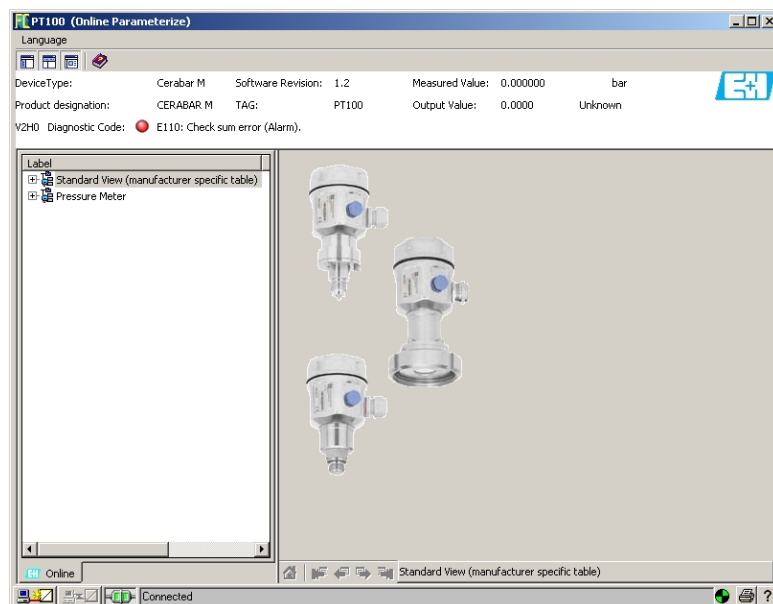 PT100 (Online Parameterize)
Language
DeviceType: Cerabar M Software Revision: 1.2 Measured Value: 0.000000 bar
Product designation: CERABAR M TAG: PT100 Output Value: 0.0000 Unknown
V2H0 Diagnostic Code: E110: Check sum error (Alarm).
E+H
Label
Standard View (manufacturer specific table)
Pressure Meter
Online
Standard View (manufacturer specific table)
Connected